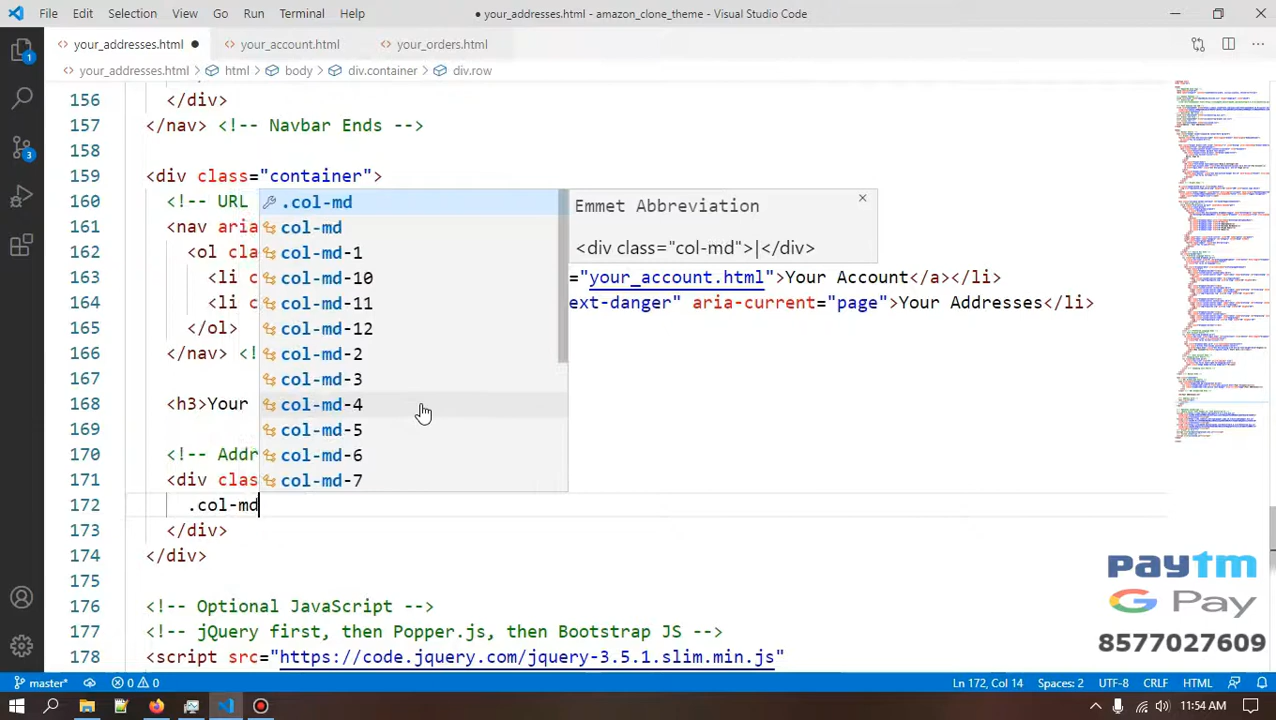 File Edit Selection View Go Run Terminal Help
● your_addresses.html - amazon_clone_theme - Visual Studio Code
<> your_addresses.html ●
<> your_account.html
<> your_orders.html
<> your_addresses.html > html > body > div.container > div.row
156 </div>
157 </nav> <!-- Navbar Ends -->
158
159 <div class="container">
160 <!-- URL
.col-md
Emmet Abbreviation
161 <nav
col-md
<div class="col-md">|</div>
162 <ol
col-md-1
163 <li c
col-md-10
="your_account.html">Your Account</li>
164 <li c
col-md-11
ext-danger" aria-current="page">Your Addresses</li>
165 </ol>
col-md-12
166 </nav> <!
col-md-2
167
col-md-3
168 <h3>Your
col-md-4
169
col-md-5
170 <!-- Addr
col-md-6
171 <div clas
col-md-7
172 .col-md
173 </div>
174 </div>
175
176 <!-- Optional JavaScript -->
177 <!-- jQuery first, then Popper.js, then Bootstrap JS -->
178 <script src="https://code.jquery.com/jquery-3.5.1.slim.min.js"
paytm
G Pay
8577027609
1
3
master*
0
0
Ln 172, Col 14
Spaces: 2
UTF-8
CRLF
HTML
11:54 AM